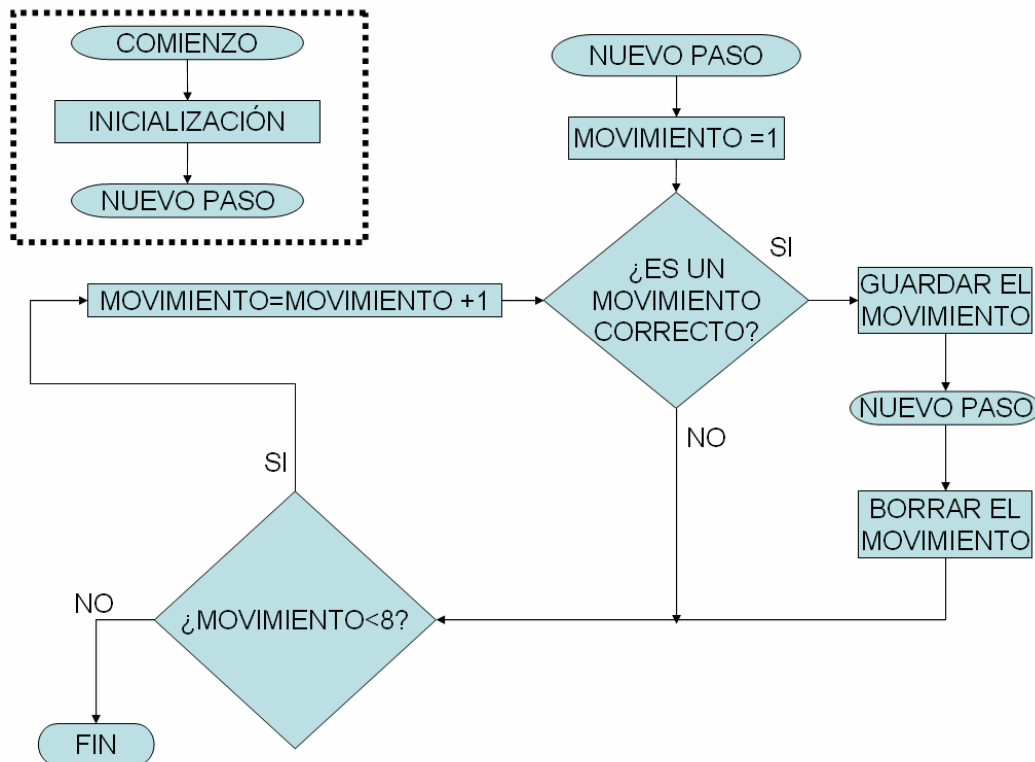 COMIENZO
INICIALIZACIÓN
NUEVO PASO
NUEVO PASO
MOVIMIENTO =1
¿ES UN
MOVIMIENTO
CORRECTO?
SI
GUARDAR EL
MOVIMIENTO
NUEVO PASO
BORRAR EL
MOVIMIENTO
NO
MOVIMIENTO=MOVIMIENTO +1
SI
¿MOVIMIENTO<8?
NO
FIN